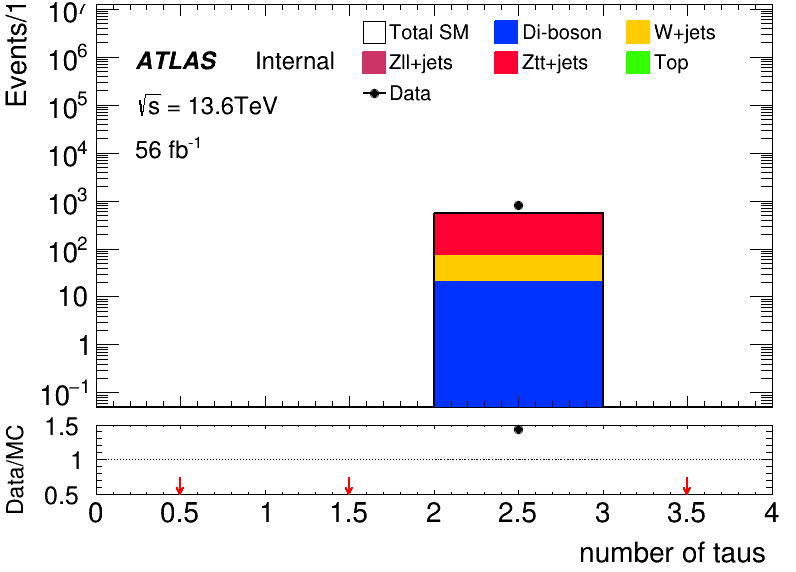 Events/1
10⁷
10⁶
10⁵
10⁴
10³
10²
10
1
10⁻¹
ATLAS Internal
√s = 13.6TeV
56 fb⁻¹
Total SM Di-boson W+jets
Zll+jets Ztt+jets Top
Data
Data/MC
1.5
1
0.5
0 0.5 1 1.5 2 2.5 3 3.5 4
number of taus